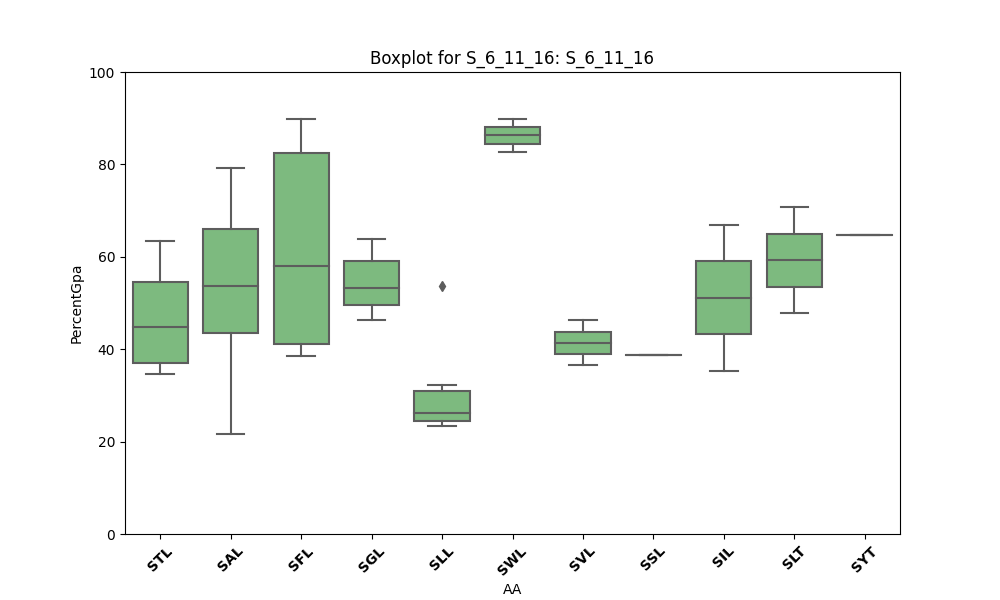 Boxplot for S_6_11_16: S_6_11_16
100
80
60
40
20
0
PercentGpa
STL SAL SFL SGL SLL SWL SVL SSL SIL SLT SYT
AA